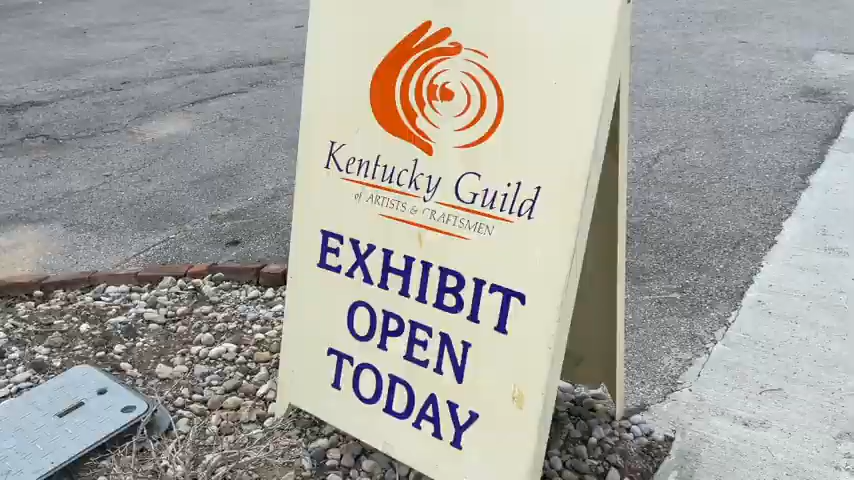 Kentucky Guild
of ARTISTS & CRAFTSMEN
EXHIBIT
OPEN
TODAY